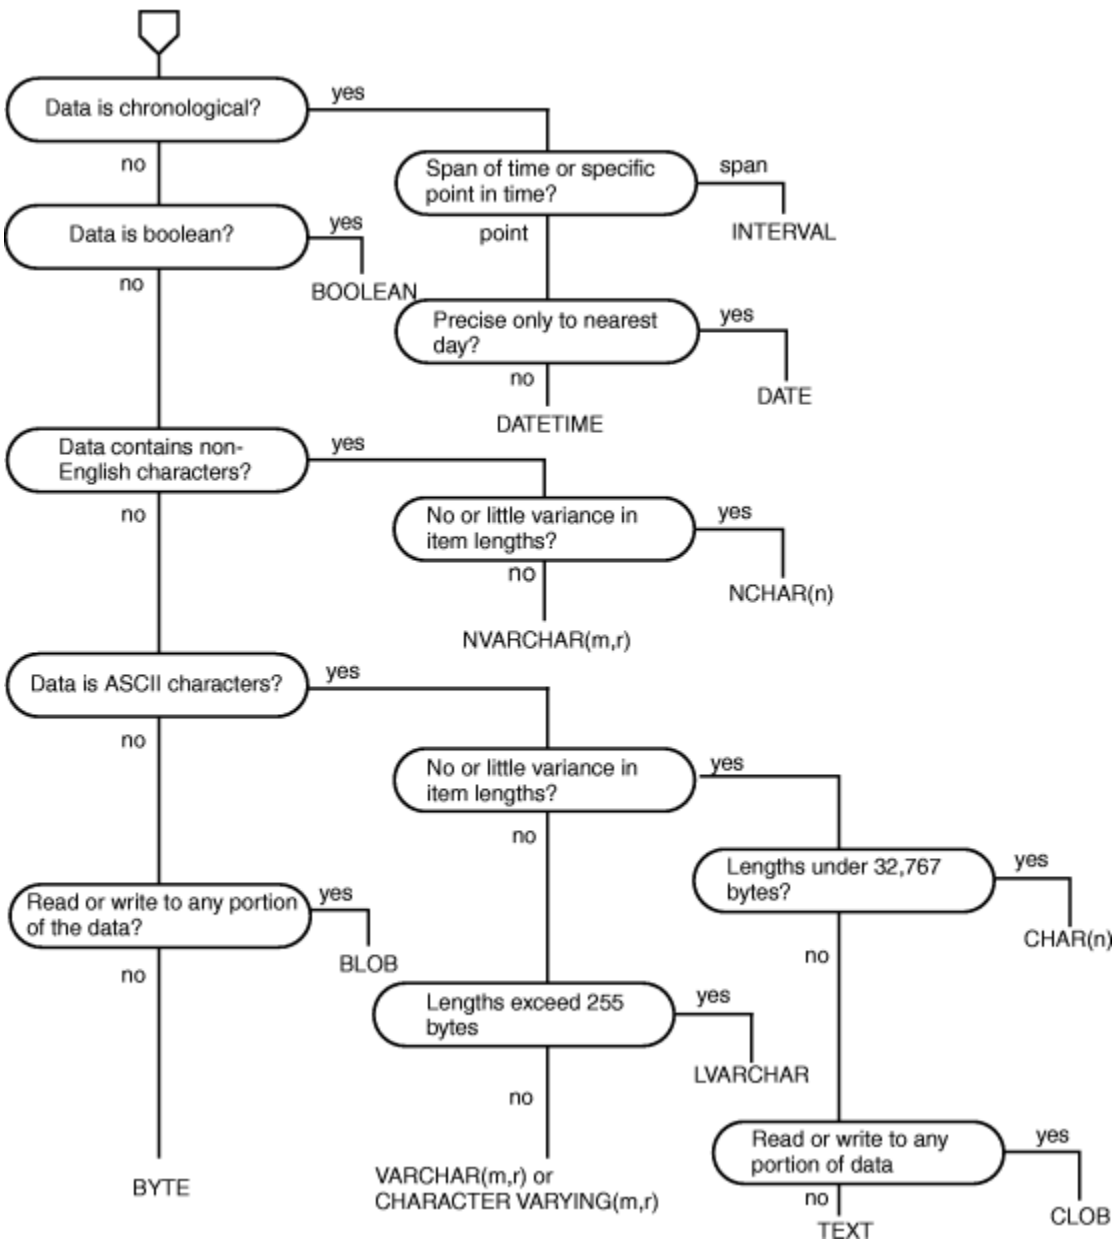 Data is chronological?
yes
no
Span of time or specific
point in time?
span
INTERVAL
point
Data is boolean?
yes
BOOLEAN
no
Precise only to nearest
day?
yes
DATE
no
DATETIME
Data contains non-
English characters?
yes
no
No or little variance in
item lengths?
yes
NCHAR(n)
no
NVARCHAR(m,r)
Data is ASCII characters?
yes
no
No or little variance in
item lengths?
yes
no
Lengths under 32,767
bytes?
yes
CHAR(n)
no
Read or write to any portion
of the data?
yes
BLOB
no
Lengths exceed 255
bytes
yes
LVARCHAR
no
Read or write to any
portion of data
yes
CLOB
no
TEXT
BYTE
VARCHAR(m,r) or
CHARACTER VARYING(m,r)